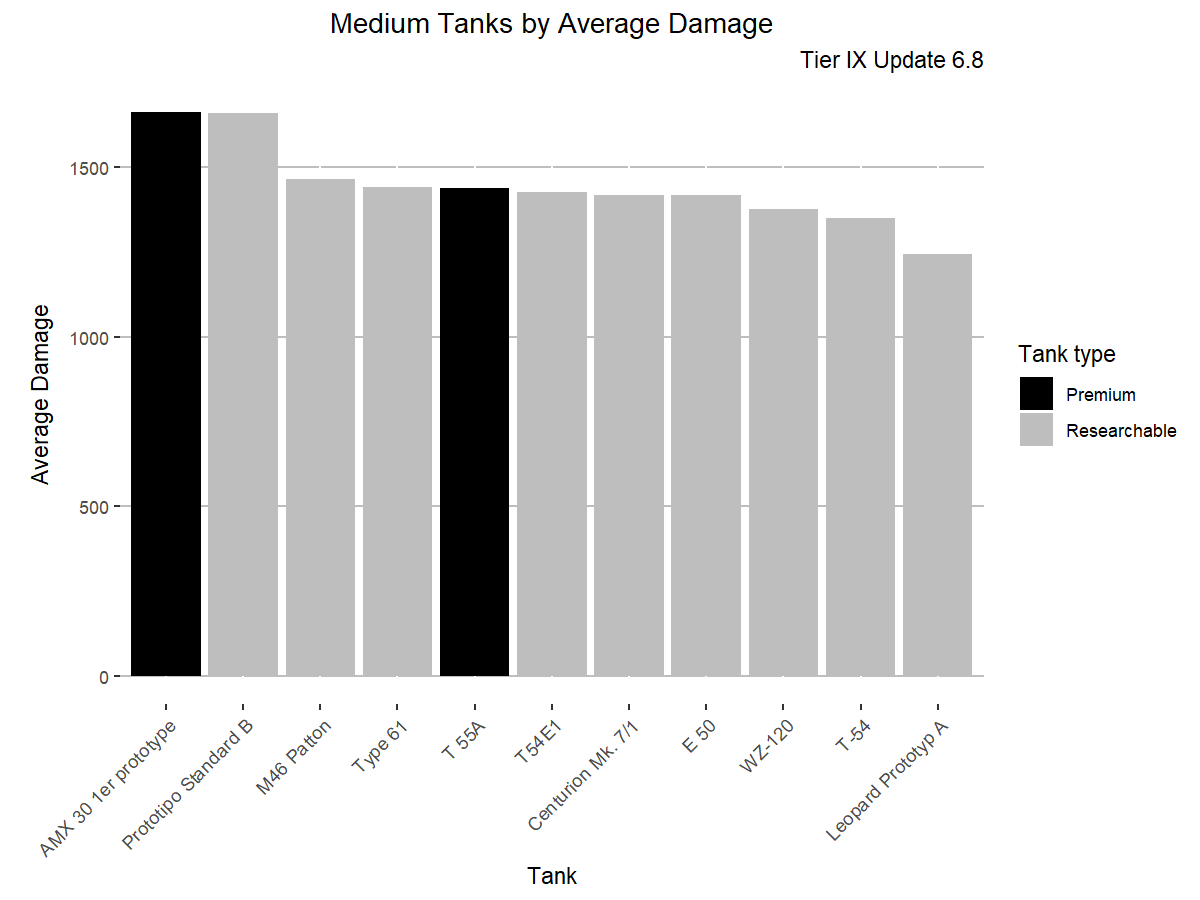 Medium Tanks by Average Damage
Tier IX Update 6.8
Average Damage
1500
1000
500
0
AMX 30 1er prototype
Prototipo Standard B
M46 Patton
Type 61
T 55A
T54E1
Centurion Mk. 7/1
E 50
WZ-120
T-54
Leopard Prototyp A
Tank
Tank type
Premium
Researchable